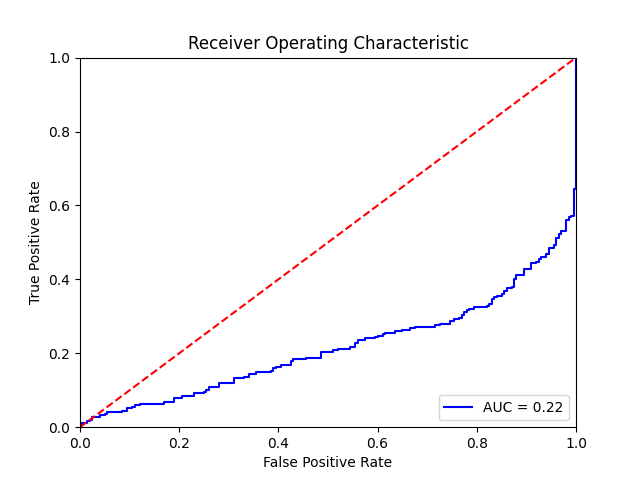 Receiver Operating Characteristic
1.0
0.8
0.6
0.4
0.2
0.0
True Positive Rate
AUC = 0.22
0.0 0.2 0.4 0.6 0.8 1.0
False Positive Rate